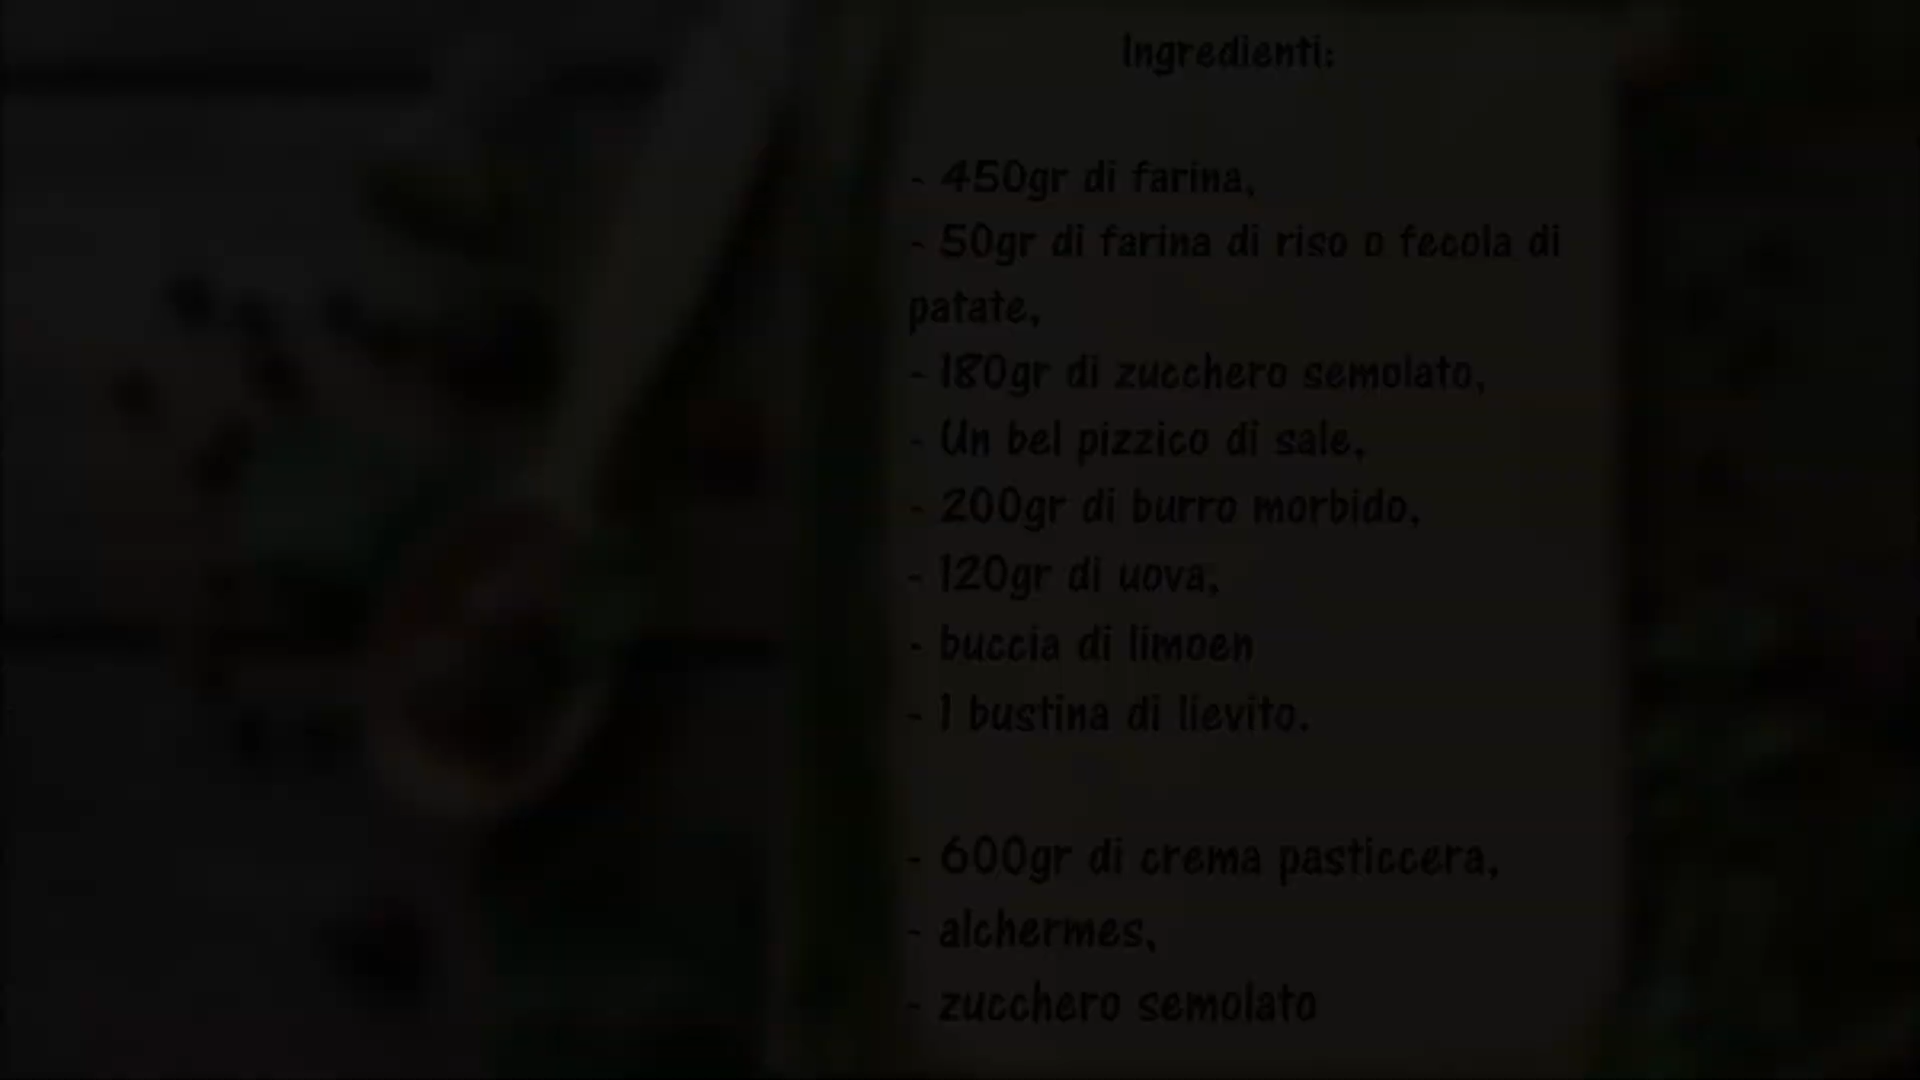 Ingredienti:
- 450gr di farina,
- 50gr di farina di riso o fecola di
patate,
- 180gr di zucchero semolato,
- Un bel pizzico di sale,
- 200gr di burro morbido,
- 120gr di uova,
- buccia di limoen
- 1 bustina di lievito.
- 600gr di crema pasticcera,
- alchermes,
- zucchero semolato